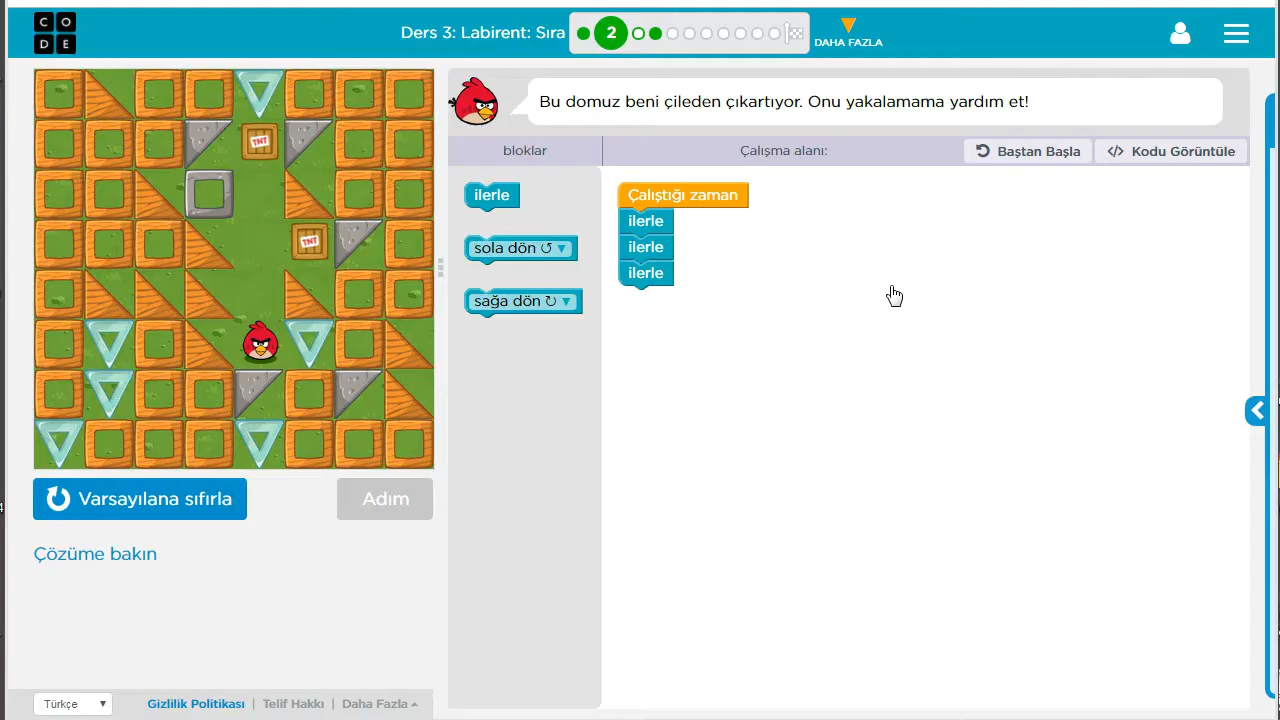 C O
D E
Ders 3: Labirent: Sıra
2
DAHA FAZLA
Bu domuz beni çileden çıkartıyor. Onu yakalamama yardım et!
bloklar
Çalışma alanı:
Baştan Başla
</> Kodu Görüntüle
TNT
TNT
ilerle
sola dön ↺ ▼
sağa dön ↻ ▼
Çalıştığı zaman
ilerle
ilerle
ilerle
Varsayılana sıfırla
Adım
Çözüme bakın
Türkçe
Gizlilik Politikası | Telif Hakkı | Daha Fazla
4